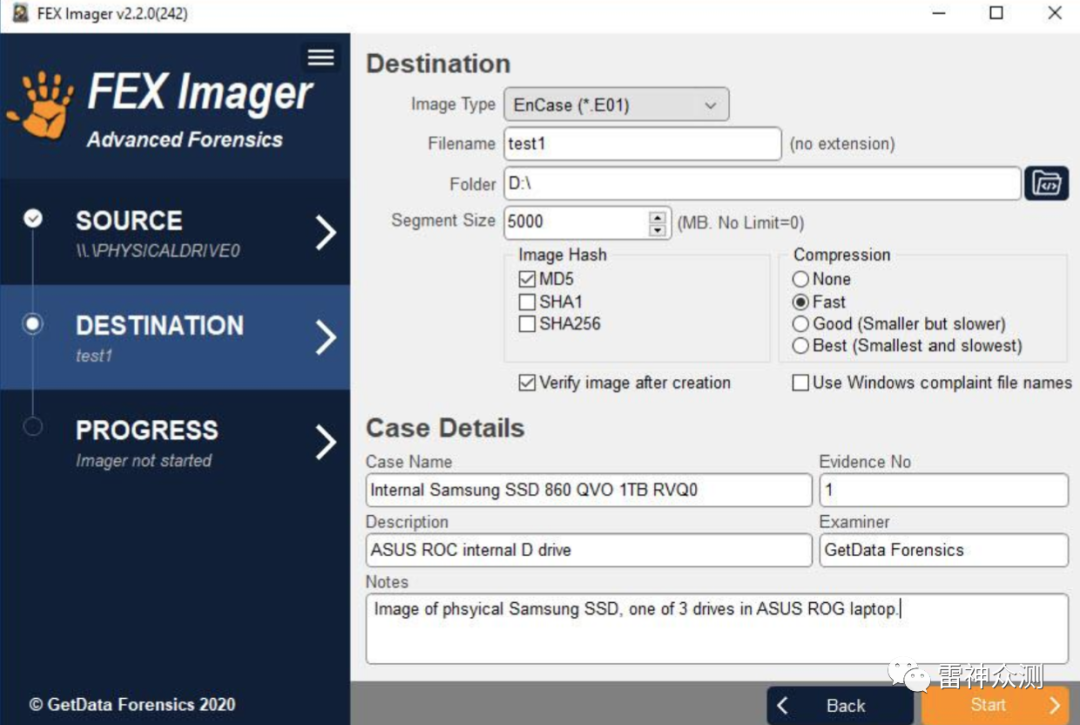 FEX Imager v2.2.0(242)
FEX Imager
Advanced Forensics
SOURCE
\\.\PHYSICALDRIVE0
DESTINATION
test1
PROGRESS
Imager not started
© GetData Forensics 2020
Destination
Image Type EnCase (*.E01)
Filename test1 (no extension)
Folder D:\
Segment Size 5000 (MB. No Limit=0)
Image Hash
MD5
SHA1
SHA256
Compression
None
Fast
Good (Smaller but slower)
Best (Smallest and slowest)
Verify image after creation
Use Windows complaint file names
Case Details
Case Name
Internal Samsung SSD 860 QVO 1TB RVQ0
Evidence No
1
Description
ASUS ROC internal D drive
Examiner
GetData Forensics
Notes
Image of phsyical Samsung SSD, one of 3 drives in ASUS ROG laptop.
雷神众测
Back
Start